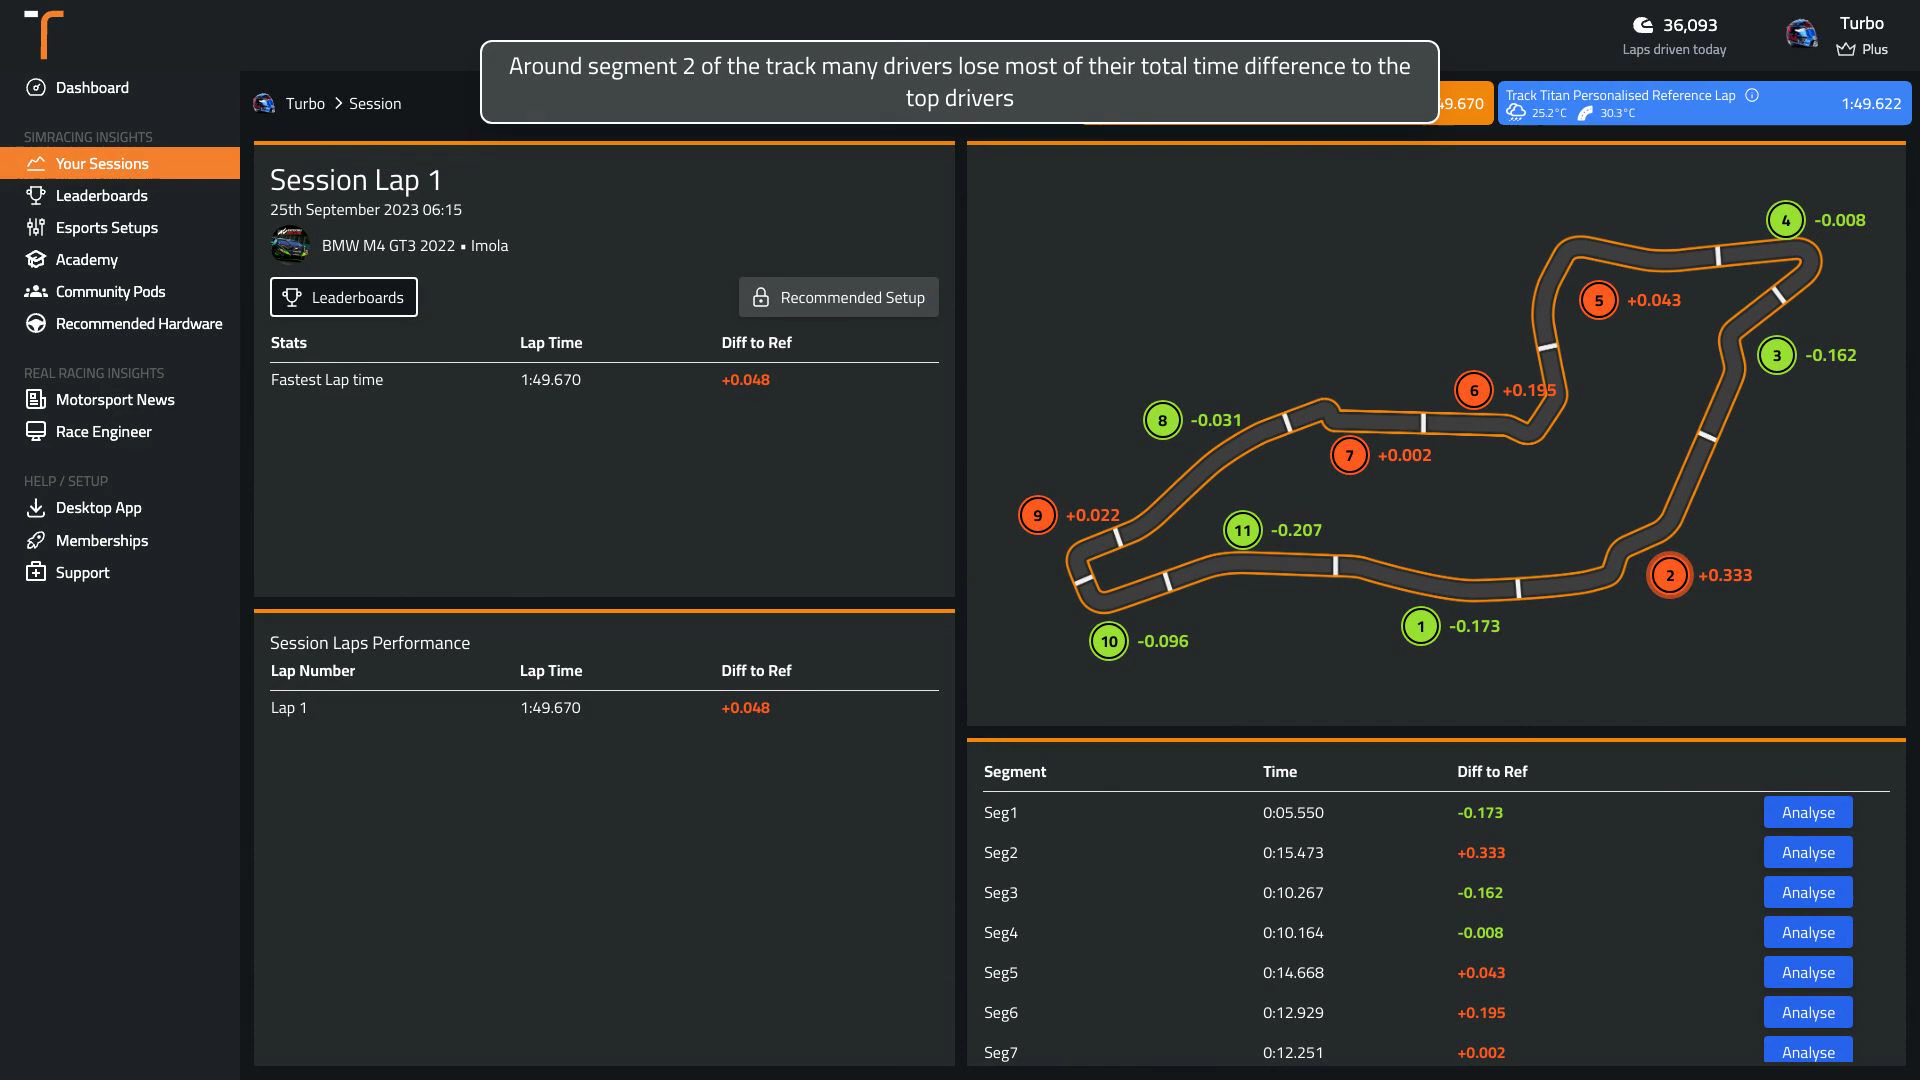 36,093
Laps driven today
Turbo
Plus
Around segment 2 of the track many drivers lose most of their total time difference to the
top drivers
Dashboard
SIMRACING INSIGHTS
Your Sessions
Leaderboards
Esports Setups
Academy
Community Pods
Recommended Hardware
REAL RACING INSIGHTS
Motorsport News
Race Engineer
HELP / SETUP
Desktop App
Memberships
Support
Turbo > Session
49.670
Track Titan Personalised Reference Lap
25.2°C 30.3°C
1:49.622
Session Lap 1
25th September 2023 06:15
BMW M4 GT3 2022 • Imola
Leaderboards
Recommended Setup
Stats Lap Time Diff to Ref
Fastest Lap time 1:49.670 +0.048
Session Laps Performance
Lap Number Lap Time Diff to Ref
Lap 1 1:49.670 +0.048
4 -0.008
5 +0.043
3 -0.162
6 +0.195
8 -0.031
7 +0.002
9 +0.022
11 -0.207
2 +0.333
1 -0.173
10 -0.096
Segment Time Diff to Ref
Seg1 0:05.550 -0.173 Analyse
Seg2 0:15.473 +0.333 Analyse
Seg3 0:10.267 -0.162 Analyse
Seg4 0:10.164 -0.008 Analyse
Seg5 0:14.668 +0.043 Analyse
Seg6 0:12.929 +0.195 Analyse
Seg7 0:12.251 +0.002 Analyse